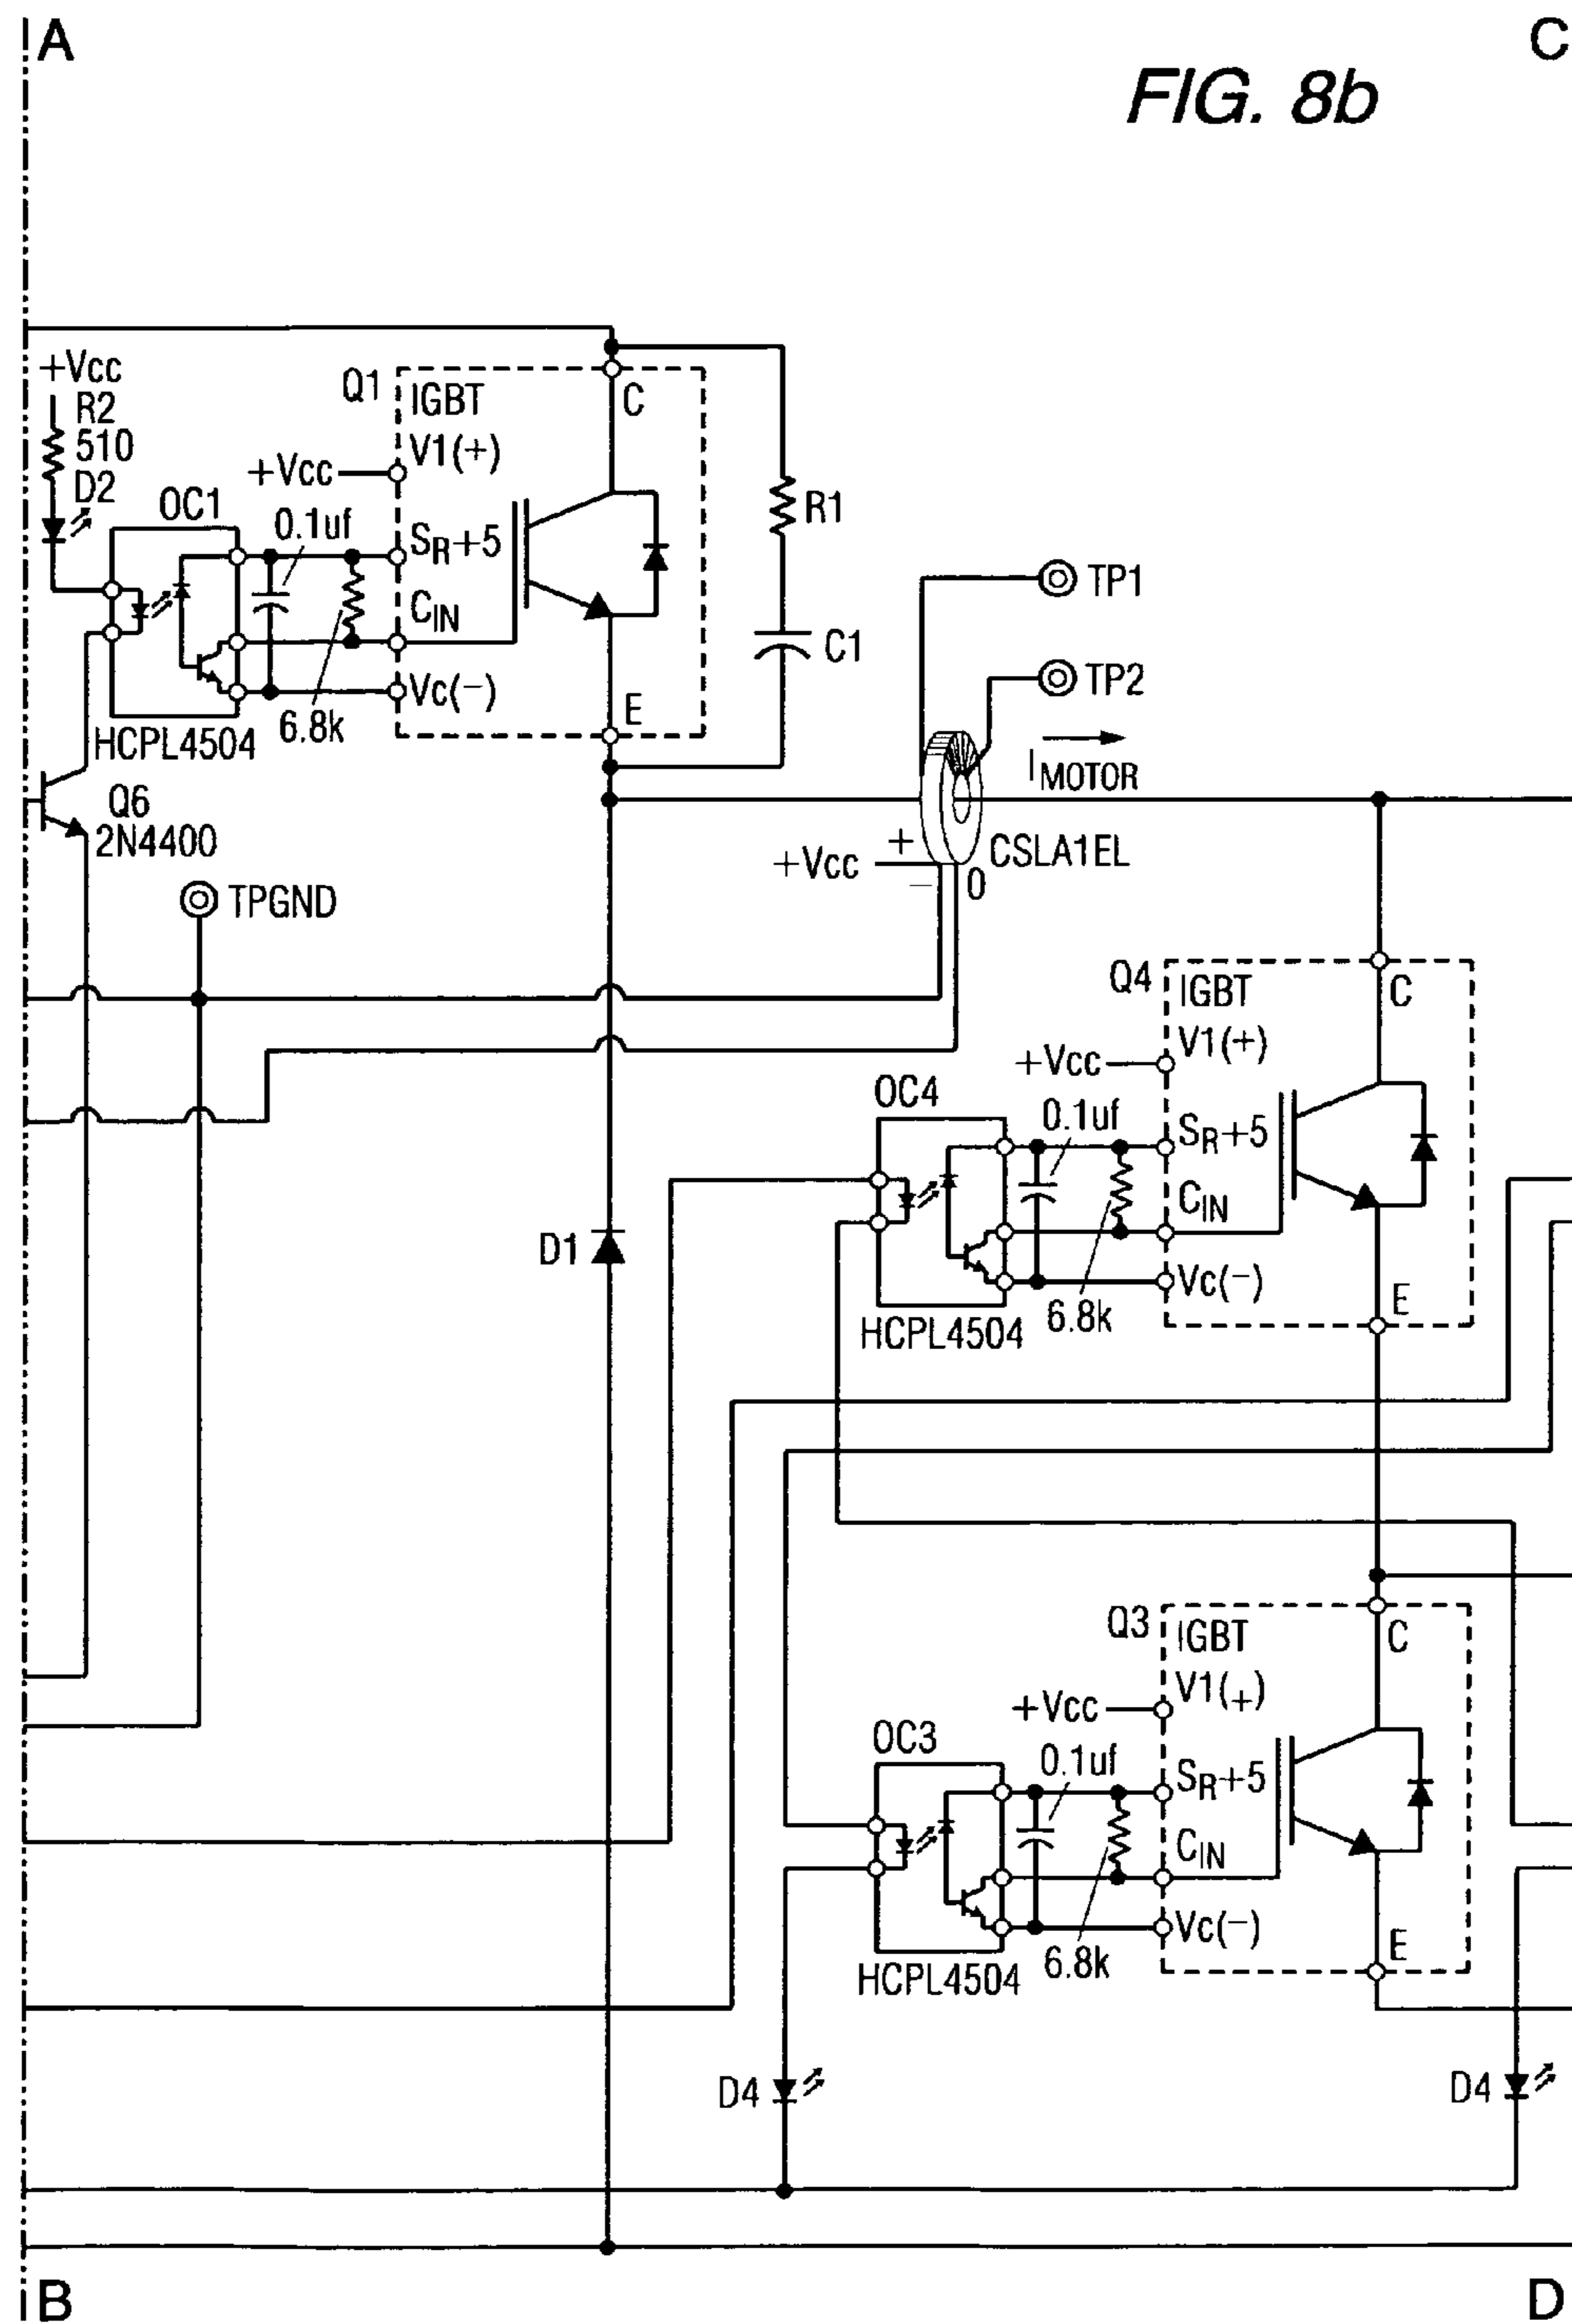 A
C
FIG. 8b
+Vcc
R2
510
D2
OC1
HCPL4504
+Vcc
0.1uf
6.8k
Q1
IGBT
V1(+)
SR+5
CIN
Vc(−)
C
E
R1
C1
TP1
TP2
IMOTOR
Q6
2N4400
+Vcc
+
−
0
CSLA1EL
TPGND
Q4
IGBT
C
V1(+)
+Vcc
OC4
0.1uf
SR+5
CIN
Vc(−)
E
6.8k
HCPL4504
D1
Q3
IGBT
C
V1(+)
+Vcc
OC3
0.1uf
SR+5
CIN
Vc(−)
E
6.8k
HCPL4504
D4
D4
B
D